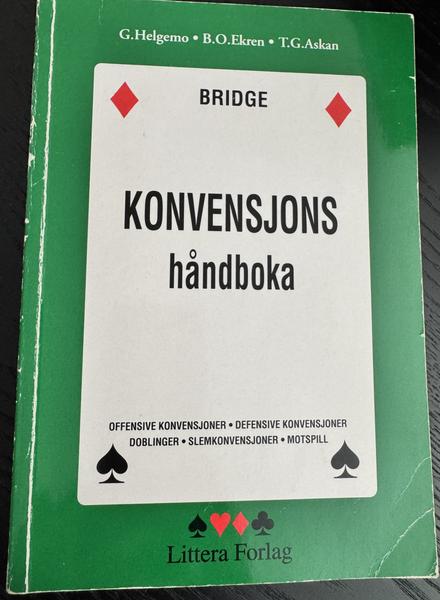 G.Helgemo • B.O.Ekren • T.G.Askan
BRIDGE
KONVENSJONS
håndboka
OFFENSIVE KONVENSJONER • DEFENSIVE KONVENSJONER
DOBLINGER • SLEMKONVENSJONER • MOTSPILL
Littera Forlag